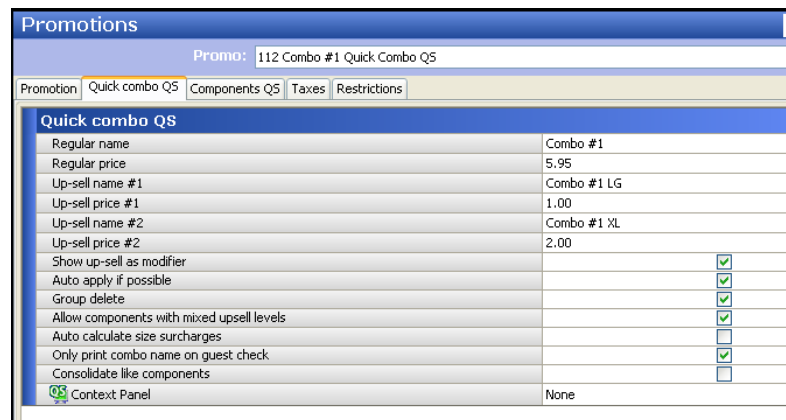 Promotions
Promo: 112 Combo #1 Quick Combo QS
Promotion Quick combo QS Components QS Taxes Restrictions
Quick combo QS
Regular name Combo #1
Regular price 5.95
Up-sell name #1 Combo #1 LG
Up-sell price #1 1.00
Up-sell name #2 Combo #1 XL
Up-sell price #2 2.00
Show up-sell as modifier
Auto apply if possible
Group delete
Allow components with mixed upsell levels
Auto calculate size surcharges
Only print combo name on guest check
Consolidate like components
QS Context Panel None